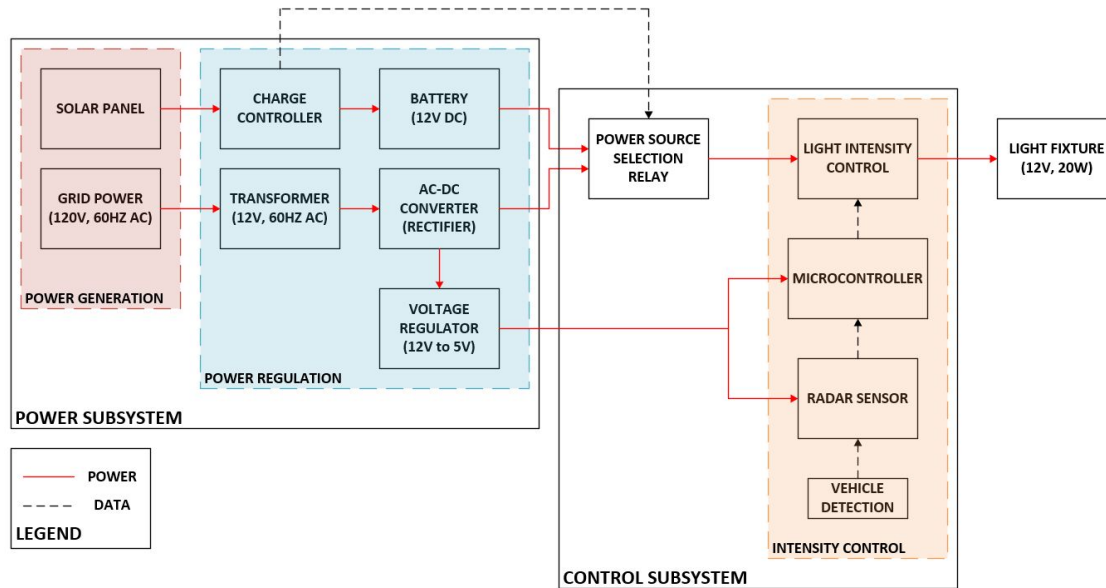 SOLAR PANEL
CHARGE
CONTROLLER
BATTERY
(12V DC)
GRID POWER
(120V, 60HZ AC)
TRANSFORMER
(12V, 60HZ AC)
AC-DC
CONVERTER
(RECTIFIER)
POWER GENERATION
VOLTAGE
REGULATOR
(12V to 5V)
POWER REGULATION
POWER SUBSYSTEM
POWER SOURCE
SELECTION
RELAY
LIGHT INTENSITY
CONTROL
LIGHT FIXTURE
(12V, 20W)
MICROCONTROLLER
RADAR SENSOR
VEHICLE
DETECTION
INTENSITY CONTROL
CONTROL SUBSYSTEM
POWER
DATA
LEGEND